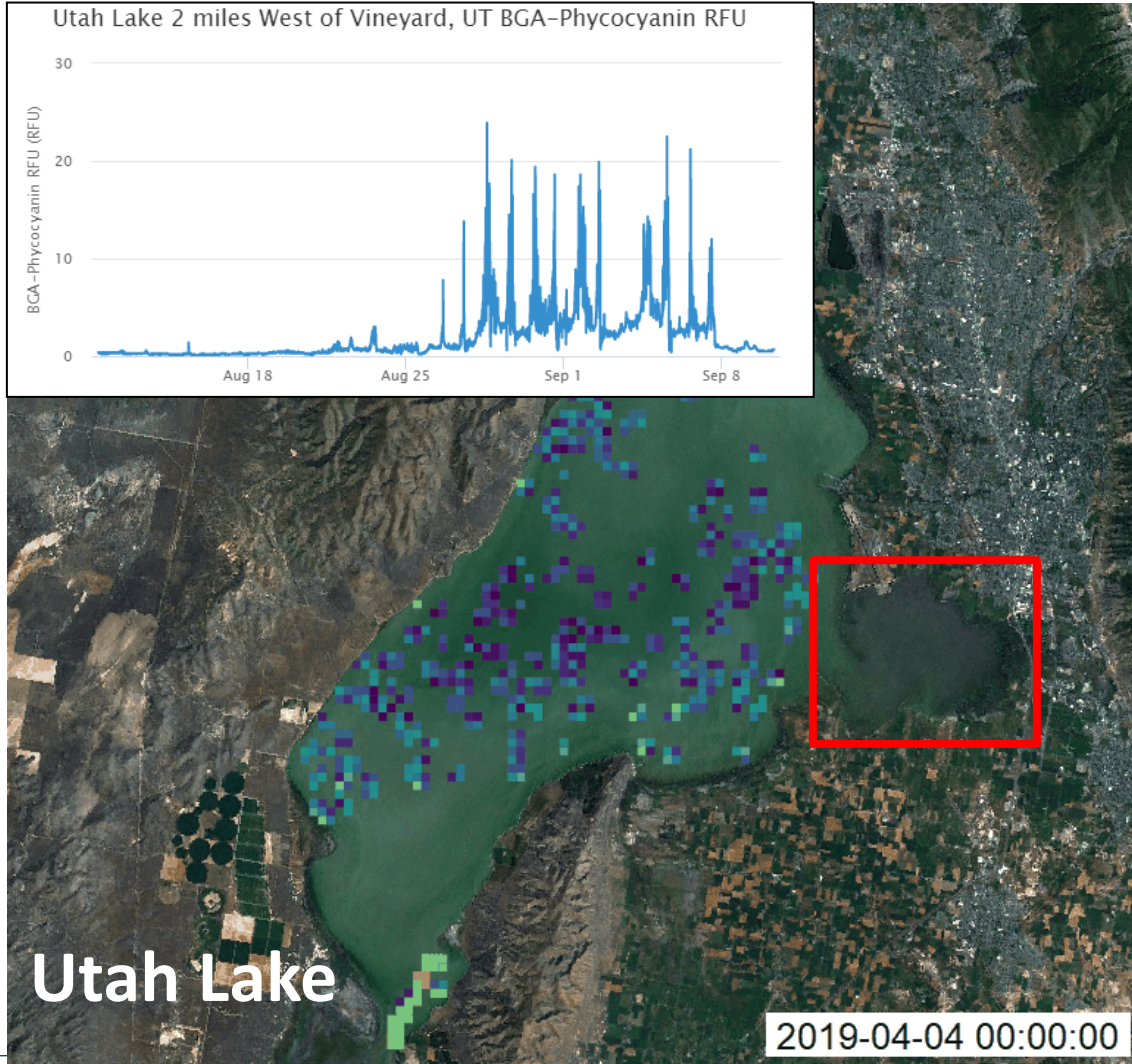 Utah Lake 2 miles West of Vineyard, UT BGA-Phycocyanin RFU
30
20
10
0
BGA-Phycocyanin RFU (RFU)
Aug 18
Aug 25
Sep 1
Sep 8
Utah Lake
2019-04-04 00:00:00